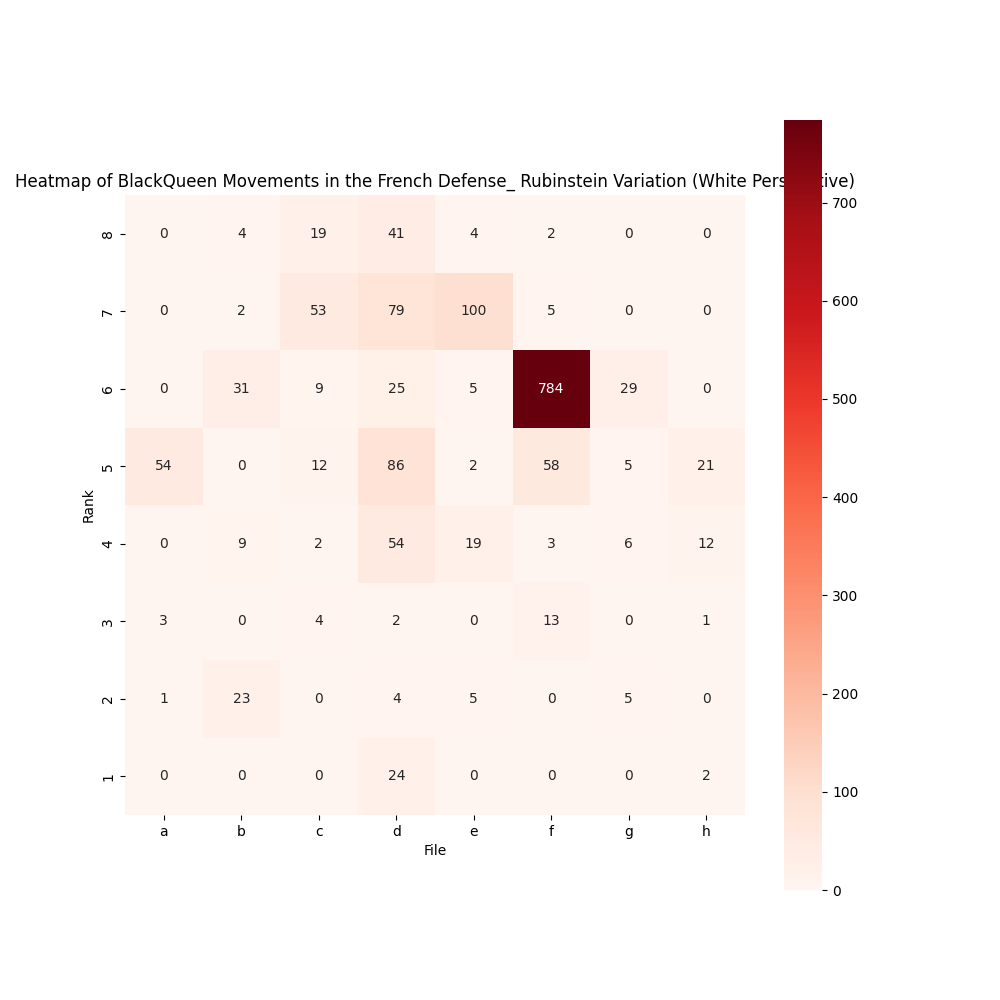 Heatmap of BlackQueen Movements in the French Defense_ Rubinstein Variation (White Pers    ive)
700
8 0 4 19 41 4 2 0 0
7 0 2 53 79 100 5 0 0
600
6 0 31 9 25 5 784 29 0
500
5 54 0 12 86 2 58 5 21
Rank
400
4 0 9 2 54 19 3 6 12
300
3 3 0 4 2 0 13 0 1
200
2 1 23 0 4 5 0 5 0
100
1 0 0 0 24 0 0 0 2
a b c d e f g h
File
0